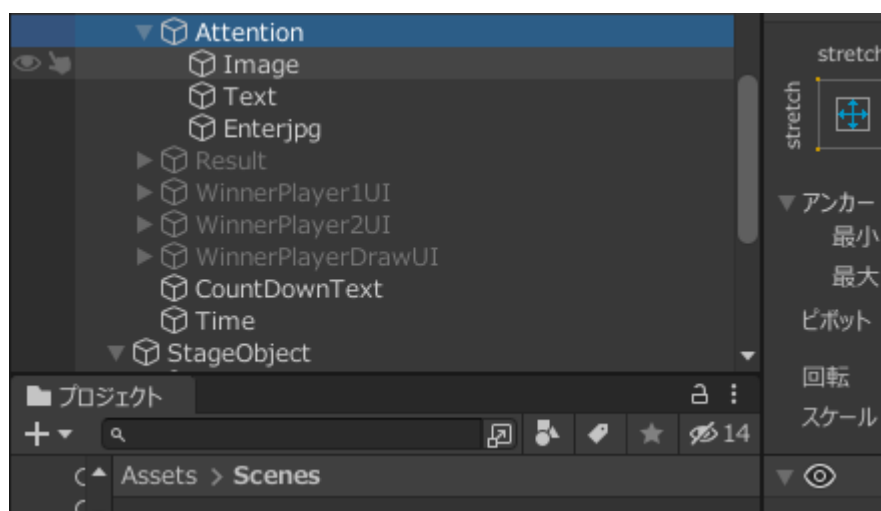 Attention
Image
Text
Enterjpg
Result
WinnerPlayer1UI
WinnerPlayer2UI
WinnerPlayerDrawUI
CountDownText
Time
StageObject
プロジェクト
14
Assets > Scenes
stretch
stretch
アンカー
最小
最大
ピボット
回転
スケール